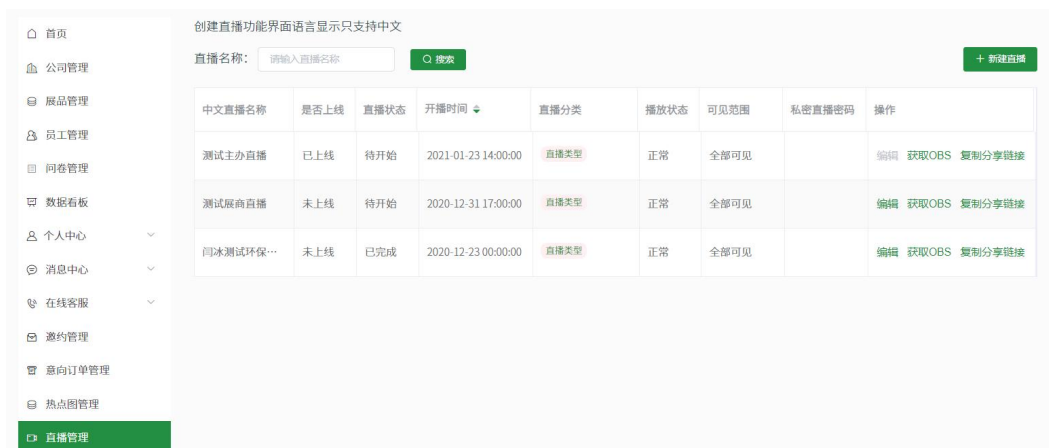 首页
公司管理
展品管理
员工管理
问卷管理
数据看板
个人中心
消息中心
在线客服
邀约管理
意向订单管理
热点图管理
直播管理
创建直播功能界面语言显示只支持中文
直播名称： 请输入直播名称 搜索 + 新建直播
中文直播名称 是否上线 直播状态 开播时间 直播分类 播放状态 可见范围 私密直播密码 操作
测试主办直播 已上线 待开始 2021-01-23 14:00:00 直播类型 正常 全部可见 编辑 获取OBS 复制分享链接
测试展商直播 未上线 待开始 2020-12-31 17:00:00 直播类型 正常 全部可见 编辑 获取OBS 复制分享链接
闫冰测试环保… 未上线 已完成 2020-12-23 00:00:00 直播类型 正常 全部可见 编辑 获取OBS 复制分享链接